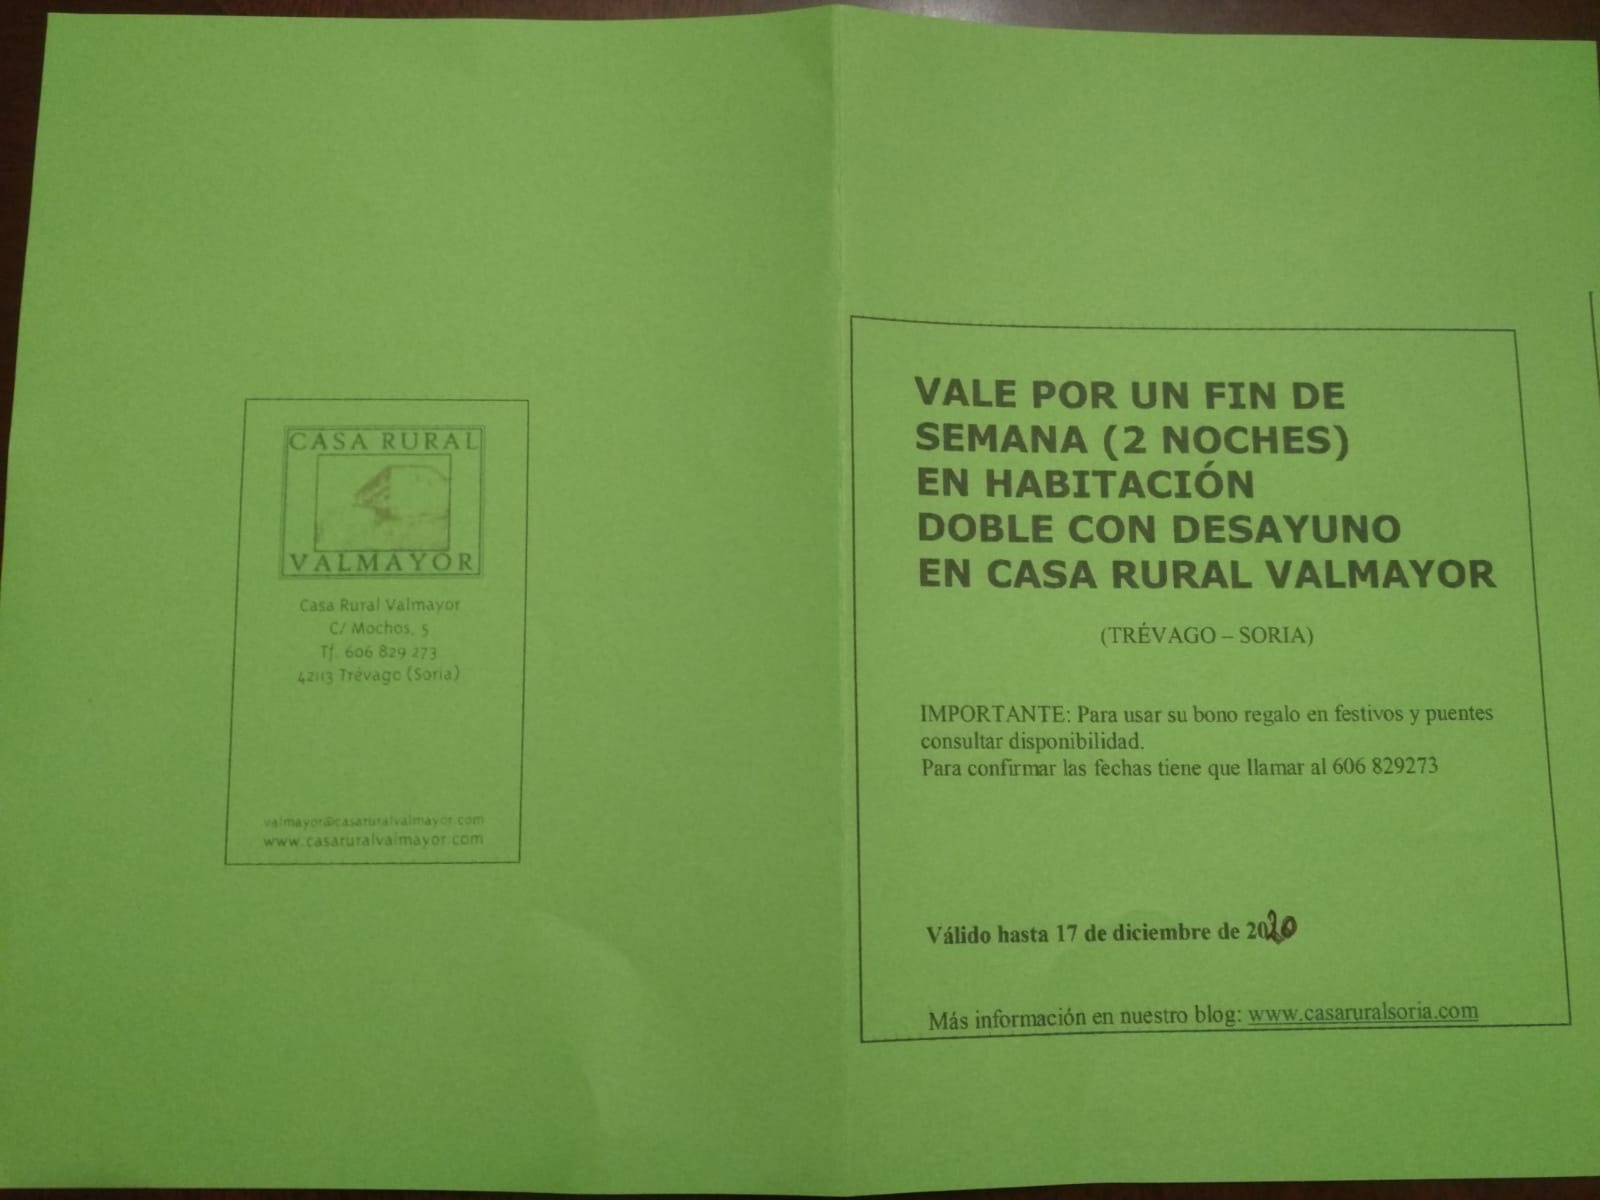 CASA RURAL
VALMAYOR
Casa Rural Valmayor
C/ Mochos, 5
Tf. 606 829 273
42113 Trévago (Soria)
valmayor@casaruralvalmayor.com
www.casaruralvalmayor.com
VALE POR UN FIN DE
SEMANA (2 NOCHES)
EN HABITACIÓN
DOBLE CON DESAYUNO
EN CASA RURAL VALMAYOR
(TRÉVAGO – SORIA)
IMPORTANTE: Para usar su bono regalo en festivos y puentes
consultar disponibilidad.
Para confirmar las fechas tiene que llamar al 606 829273
Válido hasta 17 de diciembre de 2020
Más información en nuestro blog: www.casaruralsoria.com